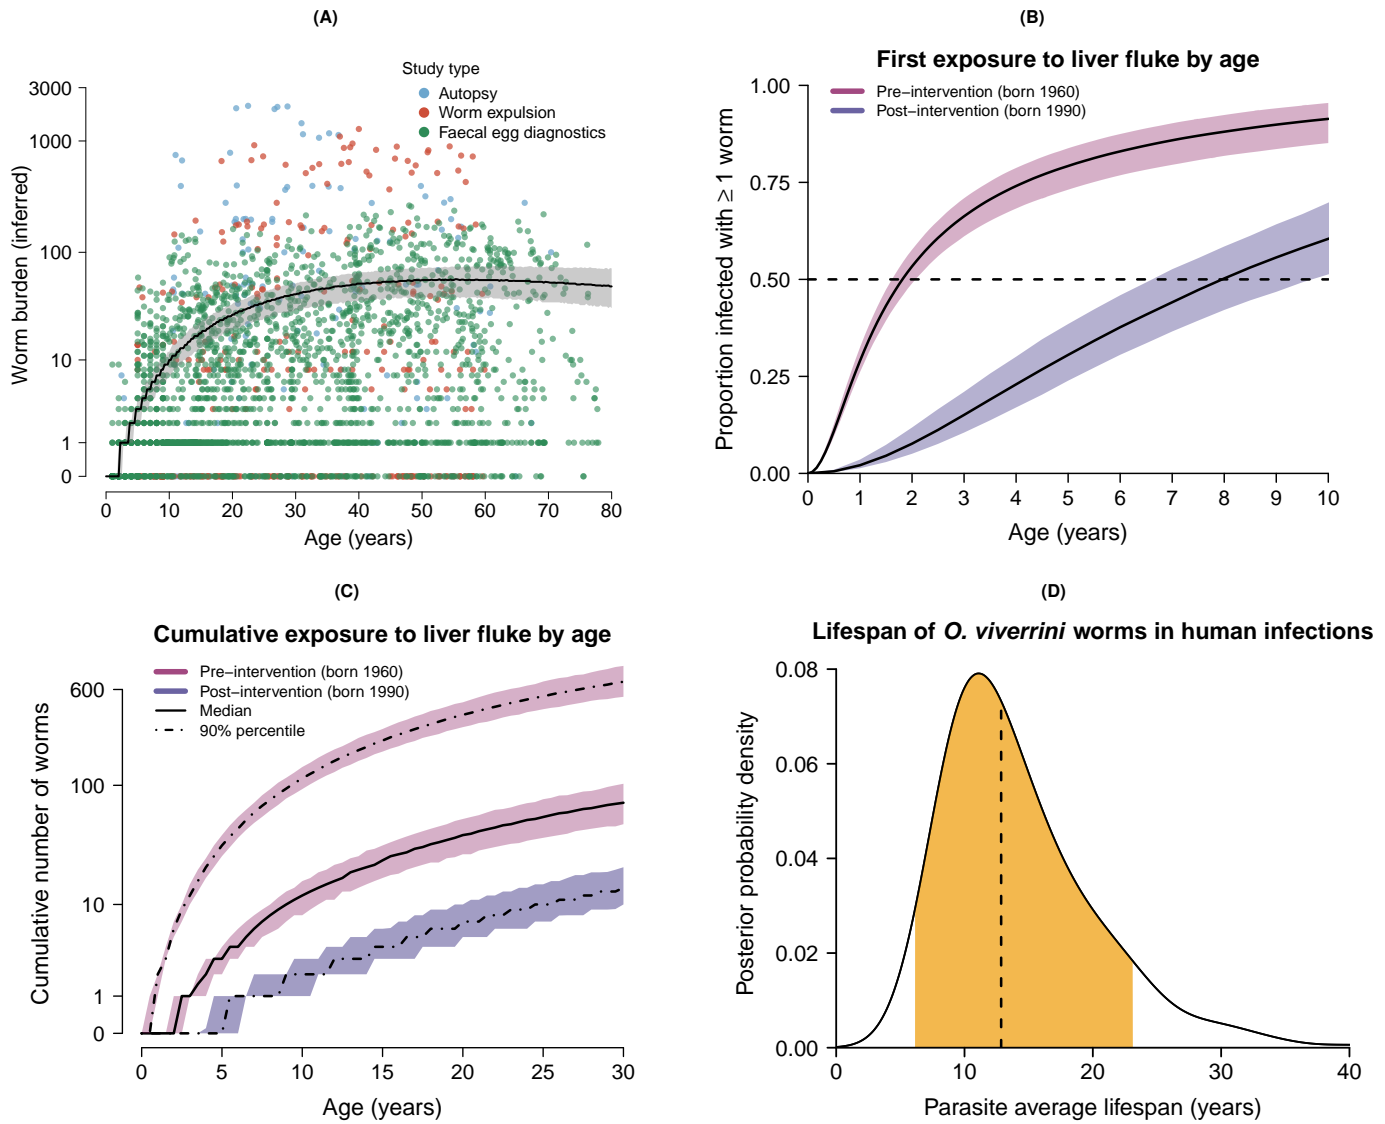 (A)
Study type
Autopsy
Worm expulsion
Faecal egg diagnostics
3000
1000
100
10
1
0
Worm burden (inferred)
0 10 20 30 40 50 60 70 80
Age (years)
(B)
First exposure to liver fluke by age
Pre−intervention (born 1960)
Post−intervention (born 1990)
1.00
0.75
0.50
0.25
0.00
Proportion infected with ≥ 1 worm
0 1 2 3 4 5 6 7 8 9 10
Age (years)
(C)
Cumulative exposure to liver fluke by age
Pre−intervention (born 1960)
Post−intervention (born 1990)
Median
90% percentile
600
100
10
1
0
Cumulative number of worms
0 5 10 15 20 25 30
Age (years)
(D)
Lifespan of O. viverrini worms in human infections
0.08
0.06
0.04
0.02
0.00
Posterior probability density
0 10 20 30 40
Parasite average lifespan (years)